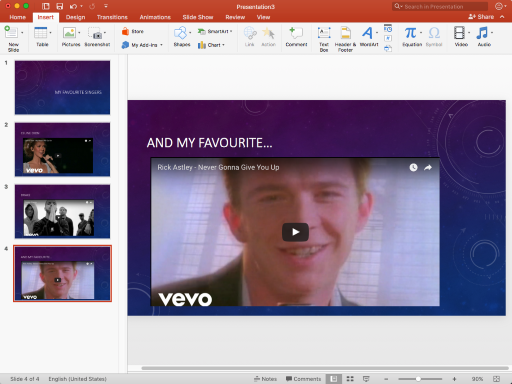 Presentation3
Search in Presentation
Home Insert Design Transitions Animations Slide Show Review View Share
New Slide
Table
Pictures
Screenshot
Store
My Add-ins
Shapes
SmartArt
Chart
Link
Action
Comment
Text Box
Header & Footer
WordArt
Equation
Symbol
Video
Audio
1
MY FAVOURITE SINGERS
2
vevo
3
4
AND MY FAVOURITE...
vevo
AND MY FAVOURITE...
Rick Astley - Never Gonna Give You Up
vevo
Slide 4 of 4 English (United States) Notes Comments 90%